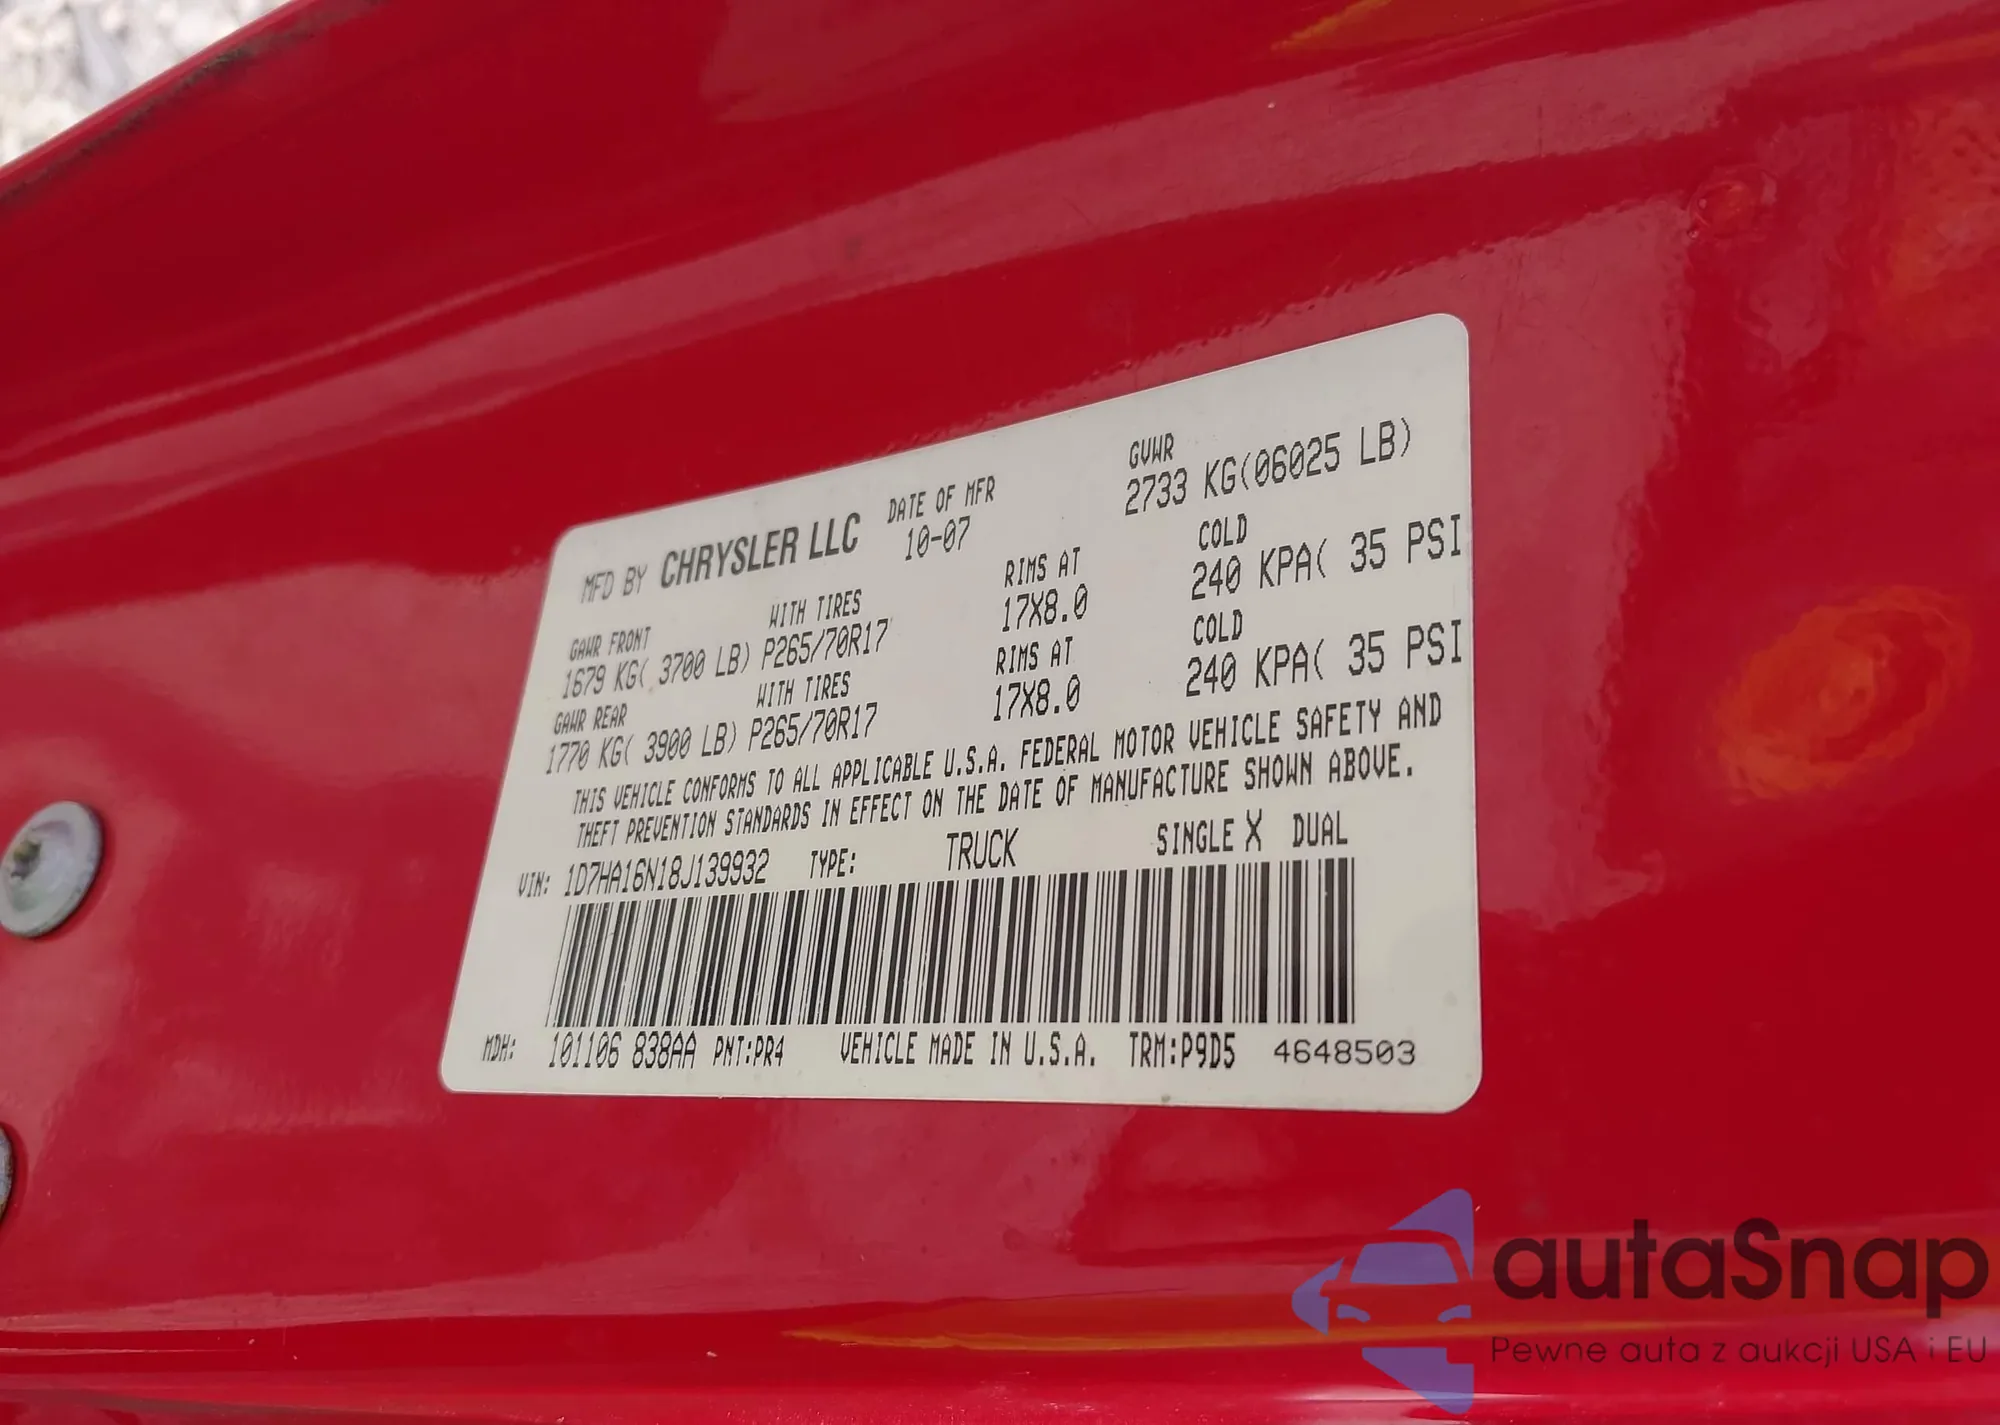 MFD BY CHRYSLER LLC DATE OF MFR GVWR
10-07 2733 KG(06025 LB)
GAWR FRONT WITH TIRES RIMS AT COLD
1679 KG( 3700 LB) P265/70R17 17X8.0 240 KPA( 35 PSI
GAWR REAR WITH TIRES RIMS AT COLD
1770 KG( 3900 LB) P265/70R17 17X8.0 240 KPA( 35 PSI
THIS VEHICLE CONFORMS TO ALL APPLICABLE U.S.A. FEDERAL MOTOR VEHICLE SAFETY AND
THEFT PREVENTION STANDARDS IN EFFECT ON THE DATE OF MANUFACTURE SHOWN ABOVE.
VIN: 1D7HA16N18J139932 TYPE: TRUCK SINGLE X DUAL
MDH: 101106 838AA PNT:PR4 VEHICLE MADE IN U.S.A. TRM:P9D5 4648503
autaSnap
Pewne auta z aukcji USA i EU